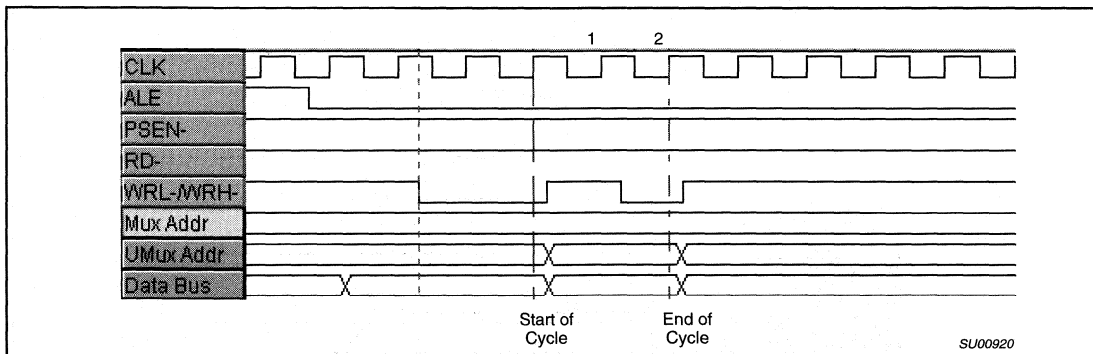 1 2
CLK
ALE
PSEN-
RD-
WRL-/WRH-
Mux Addr
UMux Addr
Data Bus
Start of
Cycle
End of
Cycle
SU00920